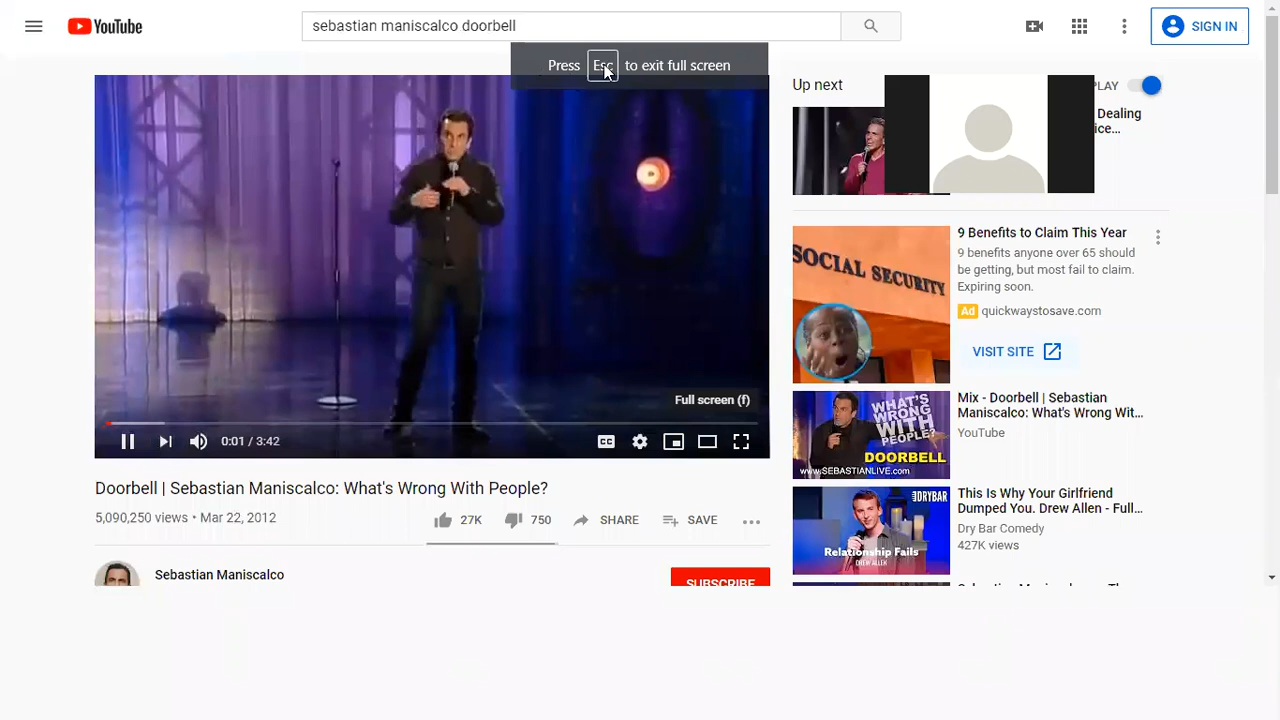 YouTube
sebastian maniscalco doorbell
SIGN IN
Press Esc to exit full screen
Full screen (f)
0:01 / 3:42
CC
Doorbell | Sebastian Maniscalco: What's Wrong With People?
5,090,250 views • Mar 22, 2012
27K
750
SHARE
SAVE
Sebastian Maniscalco
SUBSCRIBE
Up next
PLAY
Dealing
ice...
SOCIAL SECURITY
9 Benefits to Claim This Year
9 benefits anyone over 65 should
be getting, but most fail to claim.
Expiring soon.
Ad quickwaystosave.com
VISIT SITE
WHAT'S
WRONG
WITH
PEOPLE?
DOORBELL
www.SEBASTIANLIVE.com
Mix - Doorbell | Sebastian
Maniscalco: What's Wrong Wit...
YouTube
DRYBAR
Relationship Fails
DREW ALLEN
This Is Why Your Girlfriend
Dumped You. Drew Allen - Full...
Dry Bar Comedy
427K views